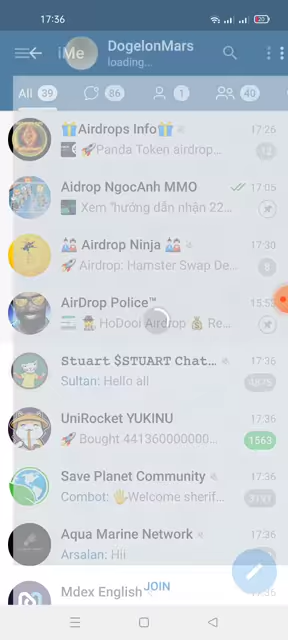 17:36
iMe
DogelonMars
loading...
All 39
86
1
40
🎁Airdrops Info🎁 17:26
🚀Panda Token airdrop... 12
Aidrop NgocAnh MMO 17:05
Xem "hướng dẫn nhận 22...
Airdrop Ninja 17:30
🚀 Airdrop: Hamster Swap De... 8
AirDrop Police™ 15:53
HoDooi Airdrop 💰 Re...
Stuart $STUART Chat... 17:36
Sultan: Hello all 4876
UniRocket YUKINU 17:36
🚀 Bought 441360000000... 1563
Save Planet Community 17:36
Combot: 🖐Welcome sherif...
Aqua Marine Network 17:36
Arsalan: Hii
Mdex English 17:36
JOIN